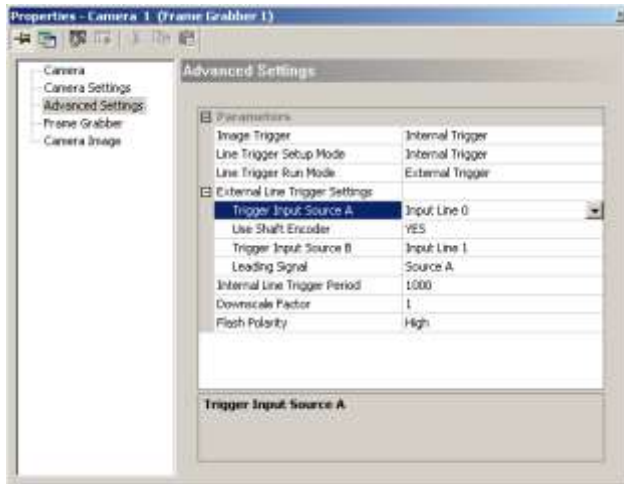 Properties - Camera 1 (Frame Grabber 1)
Camera
Camera Settings
Advanced Settings
Frame Grabber
Camera Image
Advanced Settings
Parameters
Image Trigger Internal Trigger
Line Trigger Setup Mode Internal Trigger
Line Trigger Run Mode External Trigger
External Line Trigger Settings
Trigger Input Source A Input Line 0
Use Shaft Encoder YES
Trigger Input Source B Input Line 1
Leading Signal Source A
Internal Line Trigger Period 1000
Downscale Factor 1
Flash Polarity High
Trigger Input Source A